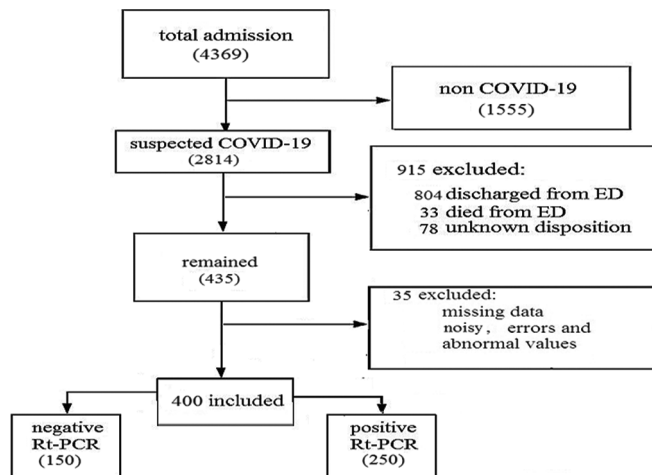 total admission
(4369)
non COVID-19
(1555)
suspected COVID-19
(2814)
915 excluded:
804 discharged from ED
33 died from ED
78 unknown disposition
remained
(435)
35 excluded:
missing data
noisy, errors and
abnormal values
400 included
negative
Rt-PCR
(150)
positive
Rt-PCR
(250)